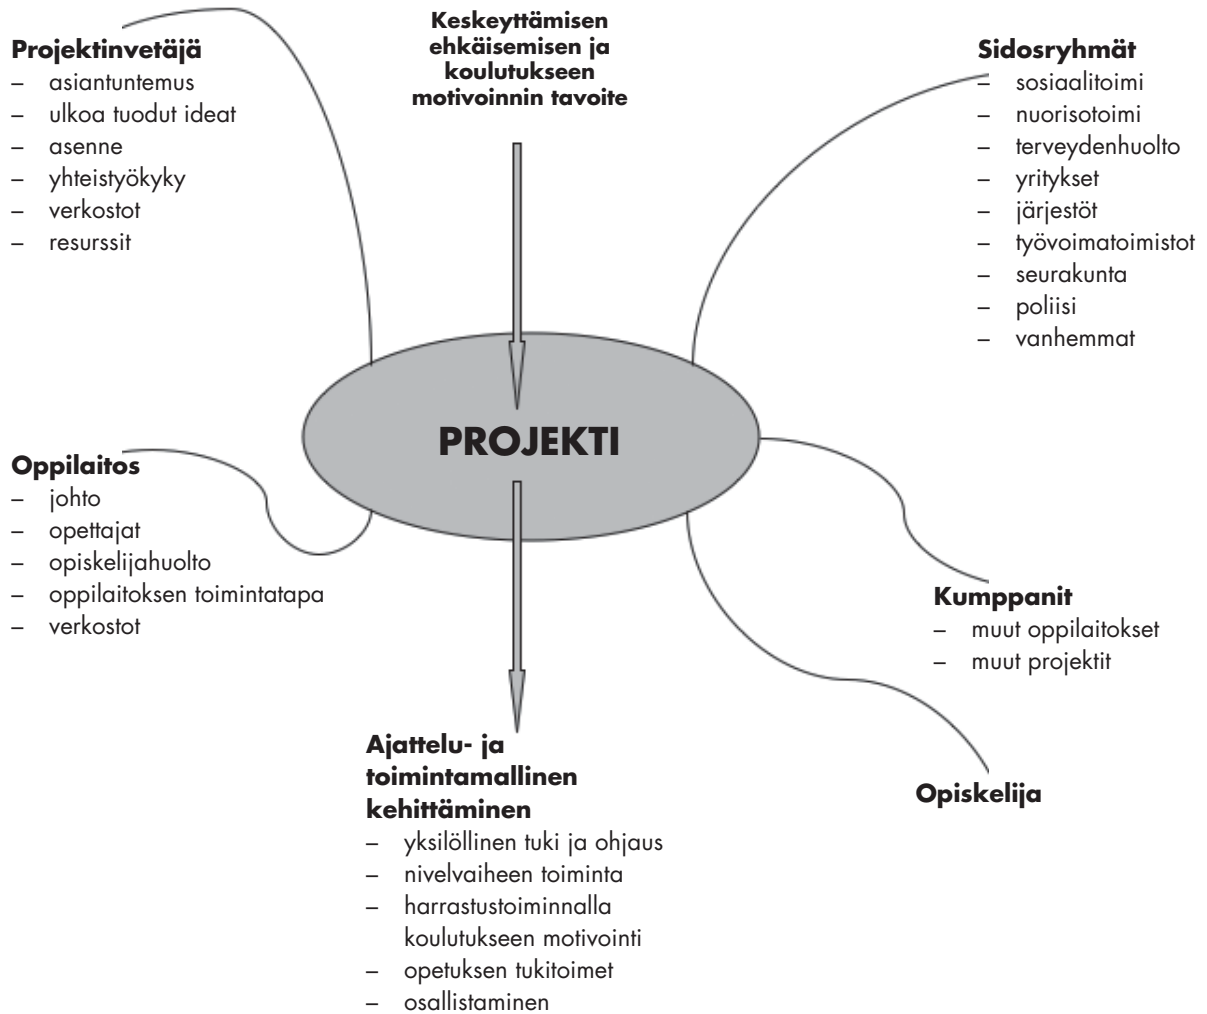 Keskeyttämisen
ehkäisemisen ja
koulutukseen
motivoinnin tavoite
Projektinvetäjä
– asiantuntemus
– ulkoa tuodut ideat
– asenne
– yhteistyökyky
– verkostot
– resurssit
Sidosryhmät
– sosiaalitoimi
– nuorisotoimi
– terveydenhuolto
– yritykset
– järjestöt
– työvoimatoimistot
– seurakunta
– poliisi
– vanhemmat
PROJEKTI
Oppilaitos
– johto
– opettajat
– opiskelijahuolto
– oppilaitoksen toimintatapa
– verkostot
Kumppanit
– muut oppilaitokset
– muut projektit
Opiskelija
Ajattelu- ja
toimintamallinen
kehittäminen
– yksilöllinen tuki ja ohjaus
– nivelvaiheen toiminta
– harrastustoiminnalla
koulutukseen motivointi
– opetuksen tukitoimet
– osallistaminen